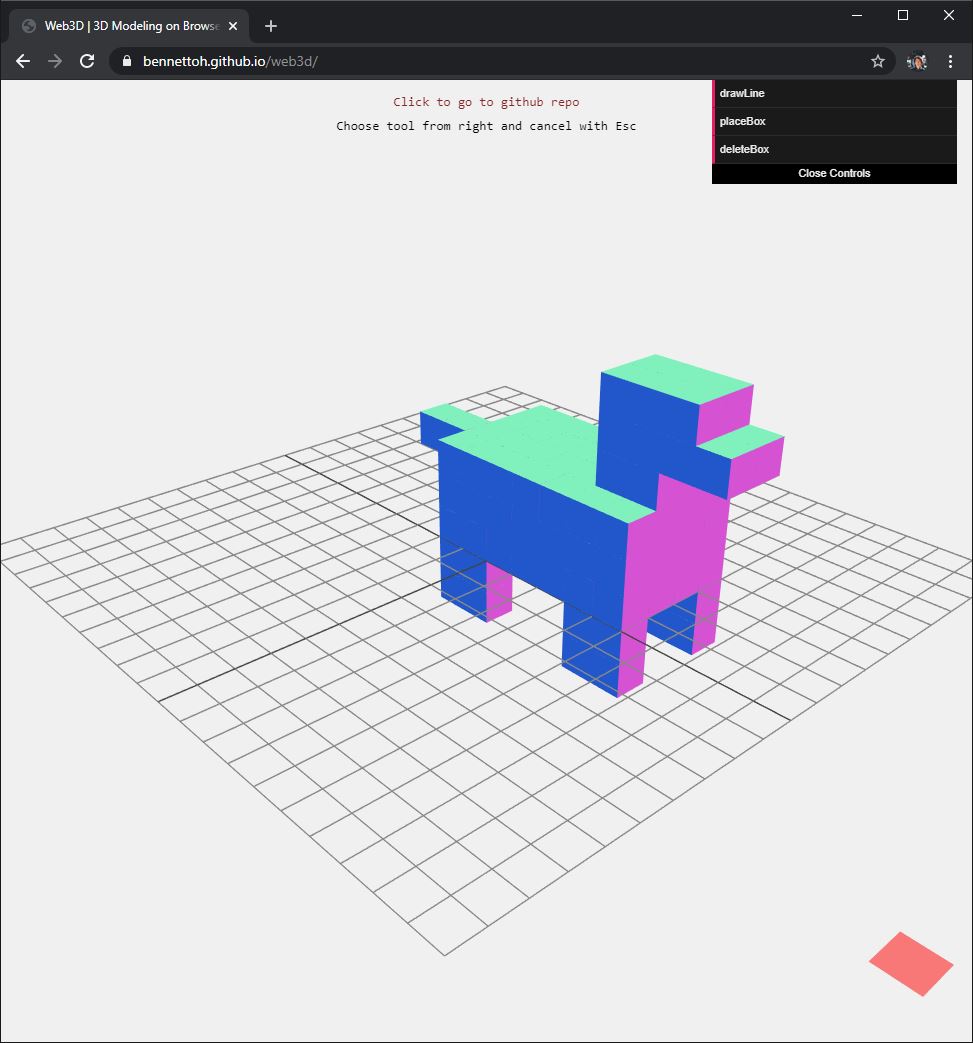 Web3D | 3D Modeling on Browse
bennettoh.github.io/web3d/
Click to go to github repo
Choose tool from right and cancel with Esc
drawLine
placeBox
deleteBox
Close Controls